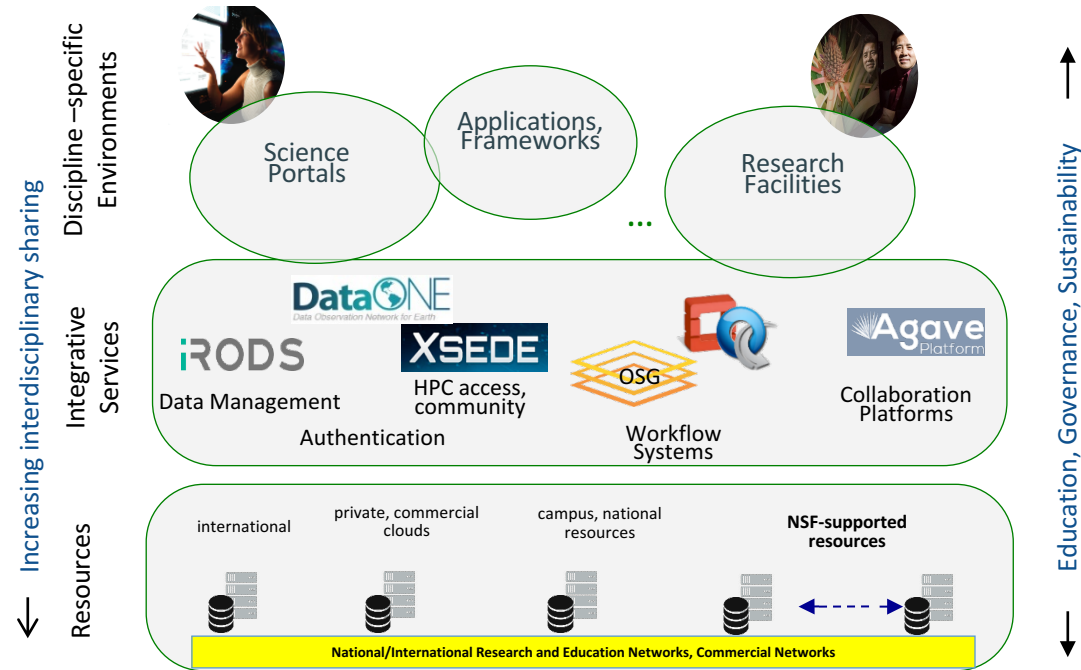 Discipline –specific
Environments
Science
Portals
Applications,
Frameworks
Research
Facilities
...
Increasing interdisciplinary sharing
Education, Governance, Sustainability
Integrative
Services
DataONE
Data Observation Network for Earth
iRODS
XSEDE
OSG
Agave
Platform
Data Management
HPC access,
community
Authentication
Workflow
Systems
Collaboration
Platforms
Resources
international
private, commercial
clouds
campus, national
resources
NSF-supported
resources
National/International Research and Education Networks, Commercial Networks